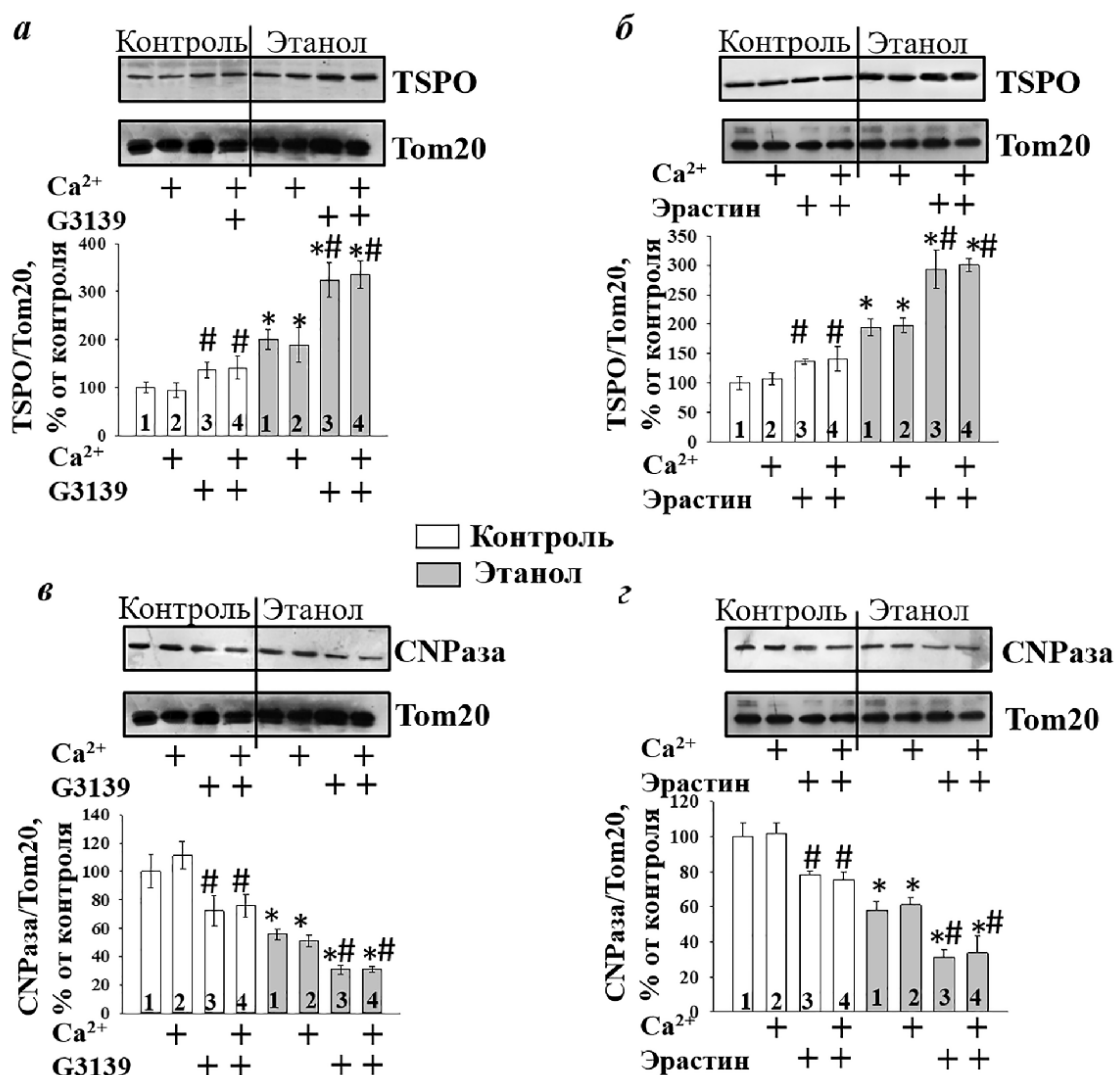 а
Контроль Этанол
TSPO
Tom20
Ca²⁺ + + + +
G3139 + + +
TSPO/Tom20,
% от контроля
400
300
200
100
0
# # * * *# *#
1 2 3 4 1 2 3 4
Ca²⁺ + + + +
G3139 + + + +
б
Контроль Этанол
TSPO
Tom20
Ca²⁺ + + + +
Эрастин + + + +
TSPO/Tom20,
% от контроля
350
300
250
200
150
100
50
0
# # * * *# *#
1 2 3 4 1 2 3 4
Ca²⁺ + + + +
Эрастин + + + +
Контроль
Этанол
в
Контроль Этанол
CNPаза
Tom20
Ca²⁺ + + + +
G3139 + + + +
CNPаза/Tom20,
% от контроля
140
120
100
80
60
40
20
0
# # * * *# *#
1 2 3 4 1 2 3 4
Ca²⁺ + + + +
G3139 + + + +
г
Контроль Этанол
CNPаза
Tom20
Ca²⁺ + + + +
Эрастин + + + +
CNPаза/Tom20,
% от контроля
120
100
80
60
40
20
0
# # * * *# *#
1 2 3 4 1 2 3 4
Ca²⁺ + + + +
Эрастин + + + +